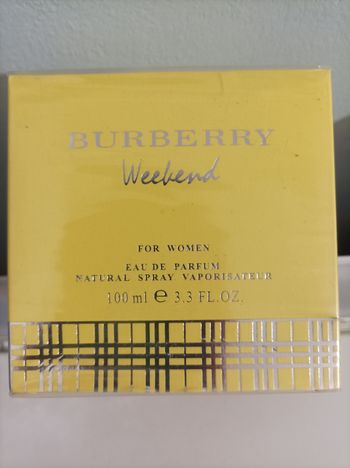 BURBERRY
Weekend
FOR WOMEN
EAU DE PARFUM
NATURAL SPRAY VAPORISATEUR
100 ml e 3.3 FL.OZ.